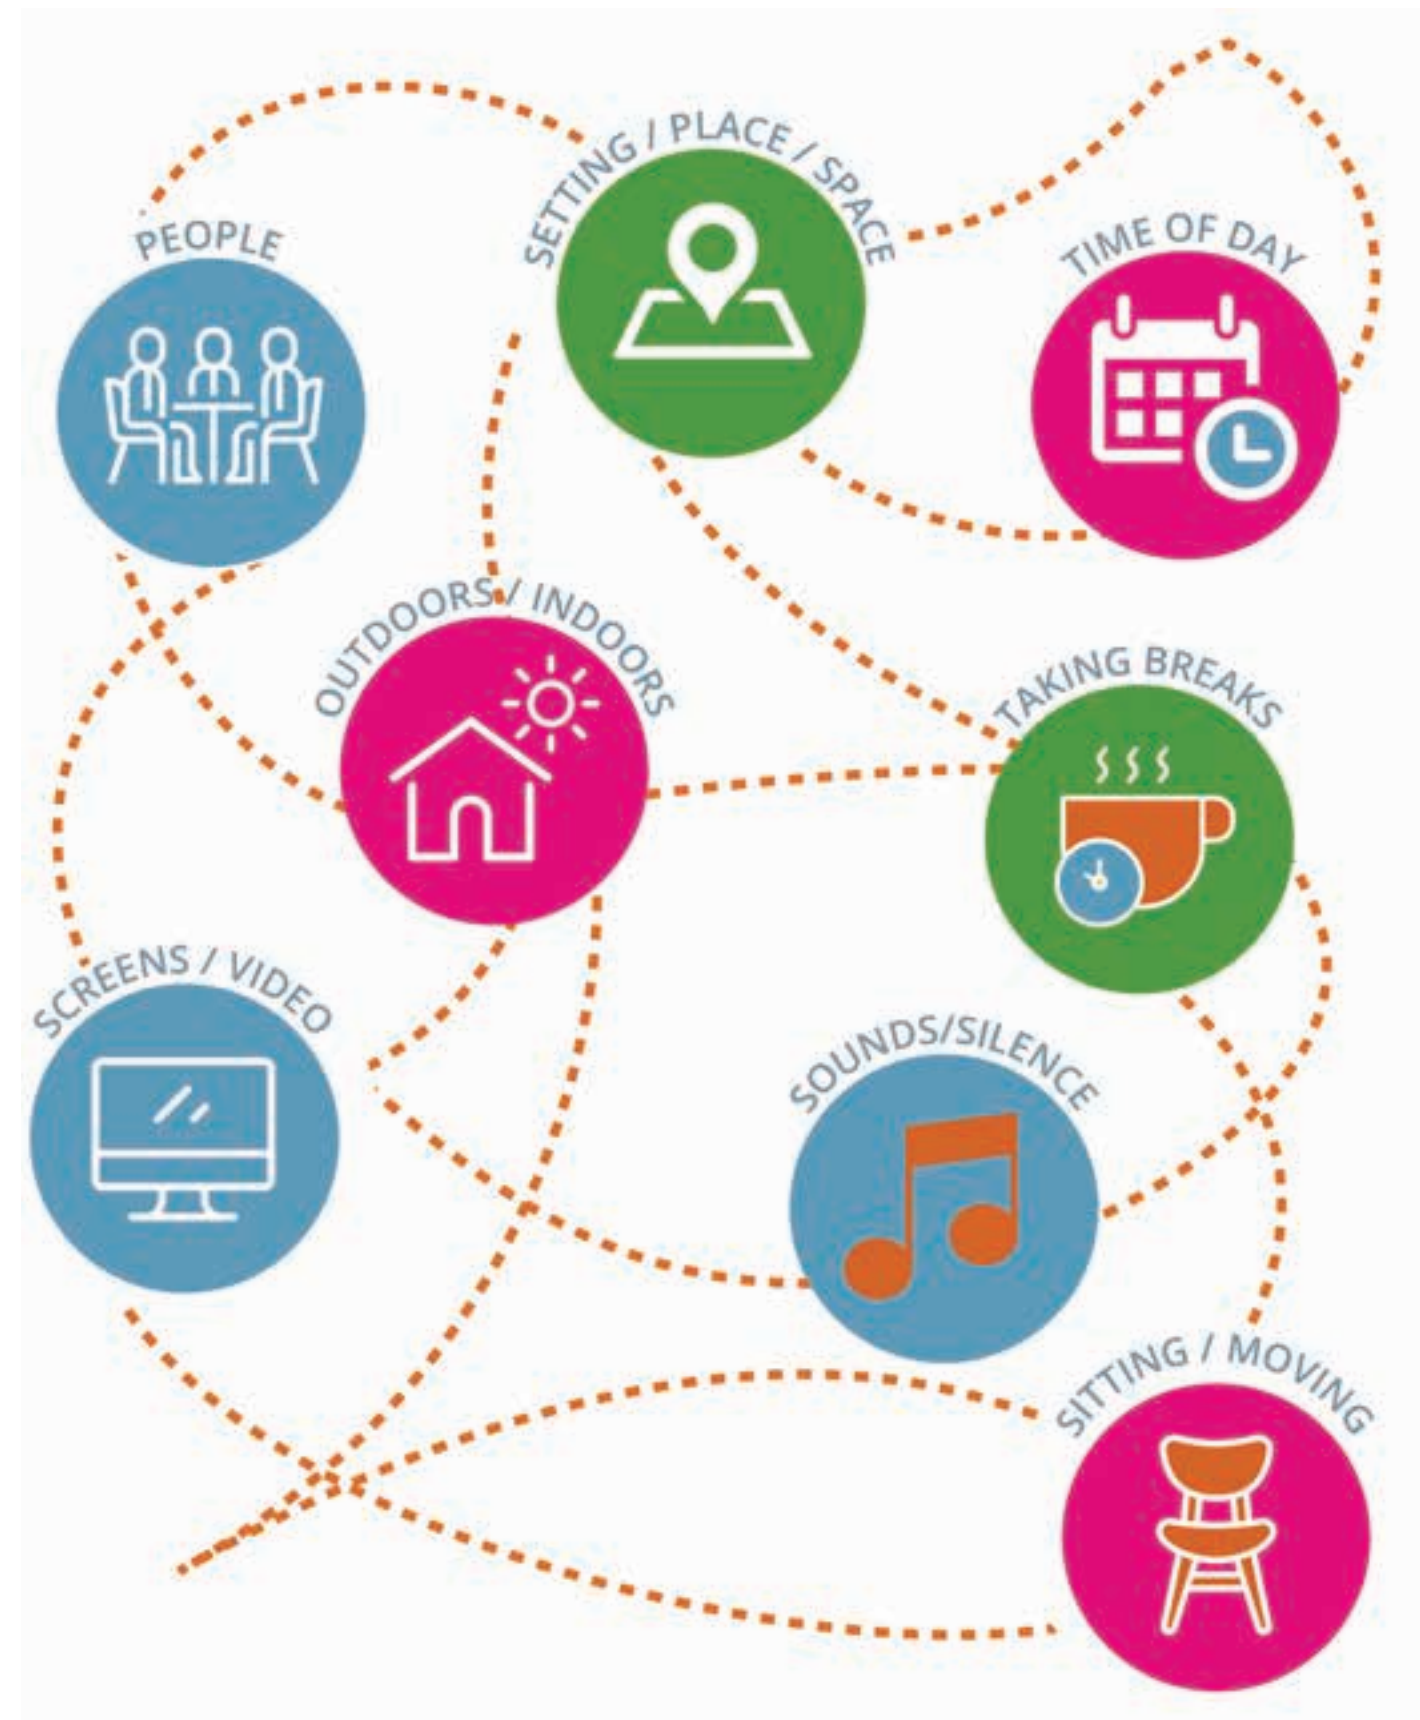 SETTING / PLACE / SPACE
PEOPLE
TIME OF DAY
OUTDOORS / INDOORS
TAKING BREAKS
SCREENS / VIDEO
SOUNDS/SILENCE
SITTING / MOVING